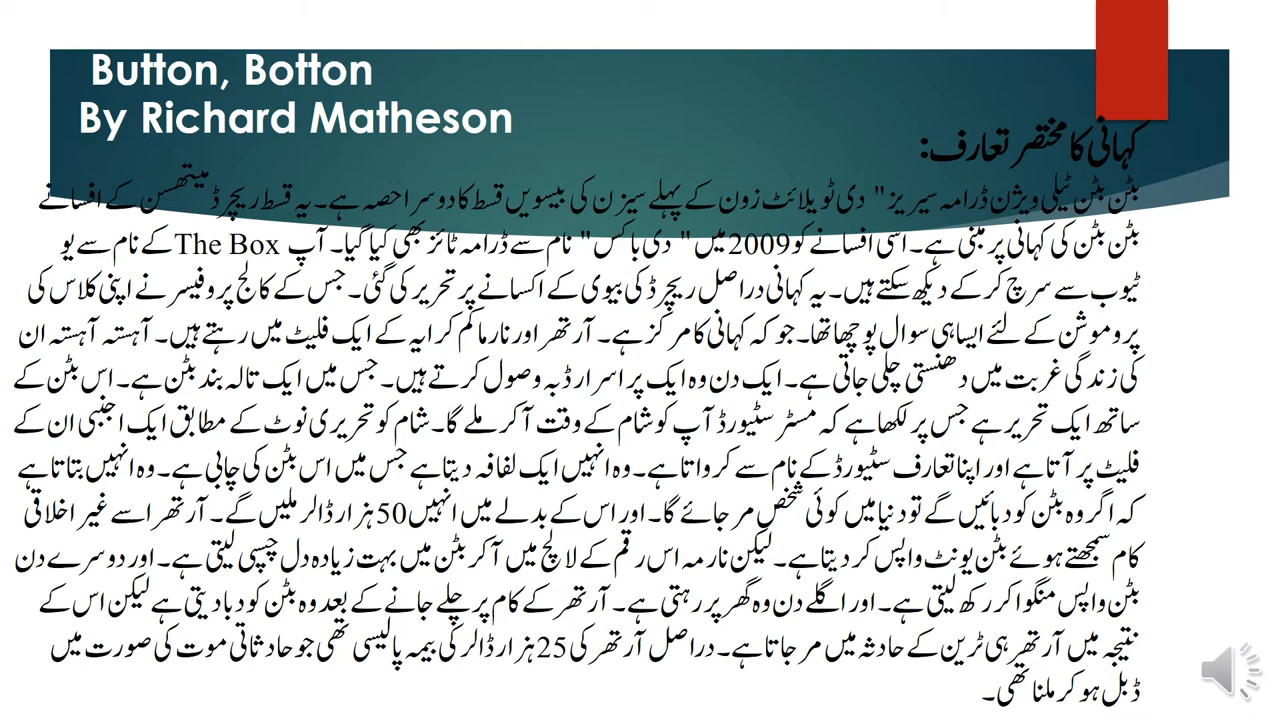 Button, Botton
By Richard Matheson
کہانی کا مختصر تعارف:
بٹن بٹن ٹیلی ویژن ڈرامہ سیریز" دی ٹویلائٹ زون کے پہلے سیزن کی بیسویں قسط کا دوسرا حصہ ہے۔ یہ قسط ریچرڈ میتھسن کے افسانے
بٹن بٹن کی کہانی پر مبنی ہے۔ اسی افسانے کو 2009 میں" دی باکس" نام سے ڈرامہ ٹائز بھی کیا گیا۔ آپ The Box کے نام سے یو
ٹیوب سے سرچ کر کے دیکھ سکتے ہیں۔ یہ کہانی دراصل ریچرڈ کی بیوی کے اکسانے پر تحریر کی گئی۔ جس کے کالج پروفیسر نے اپنی کلاس کی
پروموشن کے لئے ایسا ہی سوال پوچھا تھا۔ جو کہ کہانی کا مرکز ہے۔ آرتھر اور نارما کم کرایہ کے ایک فلیٹ میں رہتے ہیں۔ آہستہ آہستہ ان
کی زندگی غربت میں دھنستی چلی جاتی ہے۔ ایک دن وہ ایک پر اسرار ڈبہ وصول کرتے ہیں۔ جس میں ایک تالہ بند بٹن ہے۔ اس بٹن کے
ساتھ ایک تحریر ہے جس پر لکھا ہے کہ مسٹر سٹیورڈ آپ کو شام کے وقت آکر ملے گا۔ شام کو تحریری نوٹ کے مطابق ایک اجنبی ان کے
فلیٹ پر آتا ہے اور اپنا تعارف سٹیورڈ کے نام سے کرواتا ہے۔ وہ انہیں ایک لفافہ دیتا ہے جس میں اس بٹن کی چابی ہے۔ وہ انہیں بتاتا ہے
کہ اگر وہ بٹن کو دبائیں گے تو دنیا میں کوئی شخص مر جائے گا۔ اور اس کے بدلے میں انہیں 50 ہزار ڈالر ملیں گے۔ آرتھر اسے غیر اخلاقی
کام سمجھتے ہوئے بٹن یونٹ واپس کر دیتا ہے۔ لیکن نارمہ اس رقم کے لالچ میں آکر بٹن میں بہت زیادہ دل چسپی لیتی ہے۔ اور دوسرے دن
بٹن واپس منگوا کر رکھ لیتی ہے۔ اور اگلے دن وہ گھر پر رہتی ہے۔ آرتھر کے کام پر چلے جانے کے بعد وہ بٹن کو دبا دیتی ہے لیکن اس کے
نتیجہ میں آرتھر ہی ٹرین کے حادثہ میں مر جاتا ہے۔ دراصل آرتھر کی 25 ہزار ڈالر کی بیمہ پالیسی تھی جو حادثاتی موت کی صورت میں
ڈبل ہو کر ملنا تھی۔